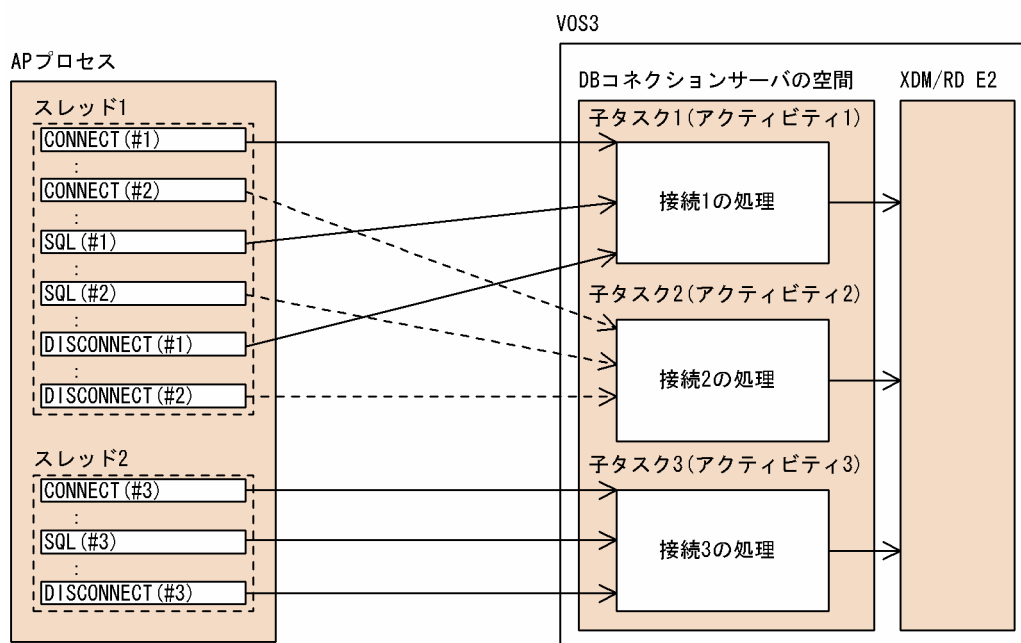 VOS3
APプロセス
DBコネクションサーバの空間
XDM/RD E2
スレッド1
CONNECT(#1)
:
CONNECT(#2)
:
SQL(#1)
:
SQL(#2)
:
DISCONNECT(#1)
:
DISCONNECT(#2)
スレッド2
CONNECT(#3)
:
SQL(#3)
:
DISCONNECT(#3)
子タスク1(アクティビティ1)
接続1の処理
子タスク2(アクティビティ2)
接続2の処理
子タスク3(アクティビティ3)
接続3の処理